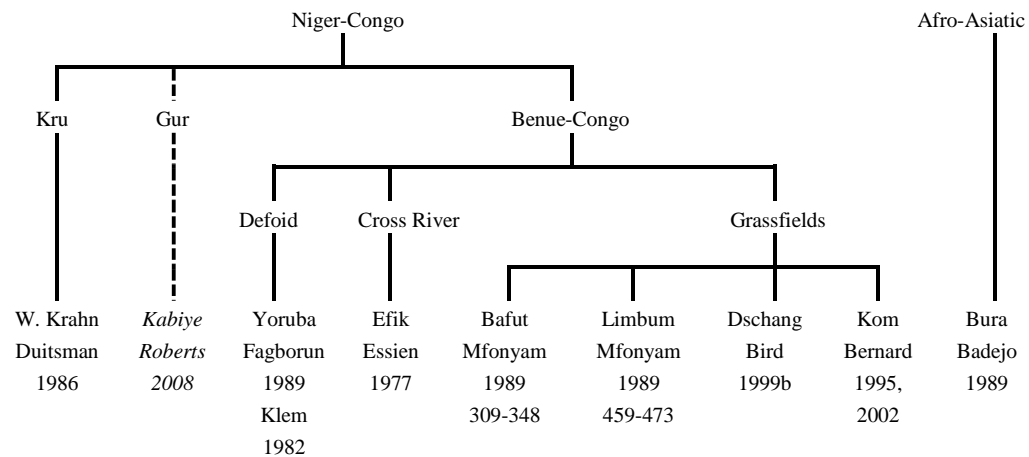 Niger-Congo Afro-Asiatic
Kru Gur Benue-Congo
Defoid Cross River Grassfields
W. Krahn Kabiye Yoruba Efik Bafut Limbum Dschang Kom Bura
Duitsman Roberts Fagborun Essien Mfonyam Mfonyam Bird Bernard Badejo
1986 2008 1989 1977 1989 1989 1999b 1995, 1989
Klem 309-348 459-473 2002
1982